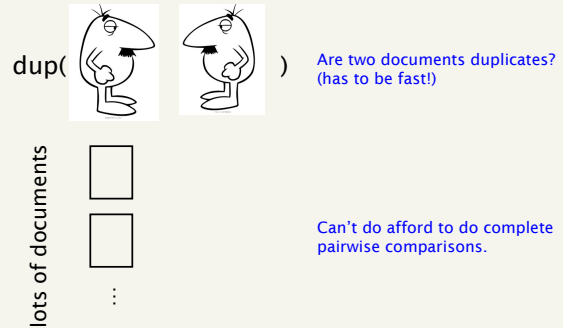 dup( )
Are two documents duplicates?
(has to be fast!)
lots of documents
Can't do afford to do complete
pairwise comparisons.
⋮